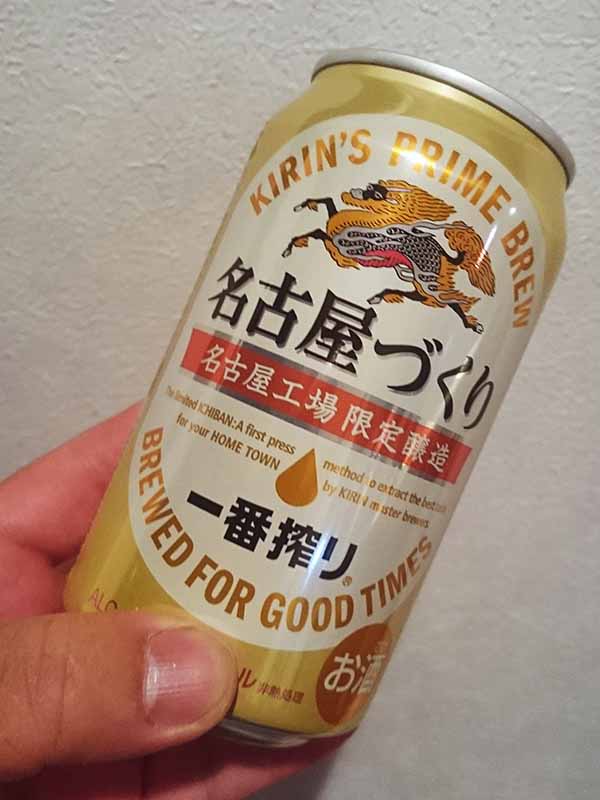 KIRIN'S PRIME BREW
名古屋づくり
名古屋工場限定醸造
The limited ICHIBAN: A first press
for your HOME TOWN
method to extract the best
by KIRIN master brewers
一番搾り®
BREWED FOR GOOD TIMES
ALC
ル 非熱処理
お酒